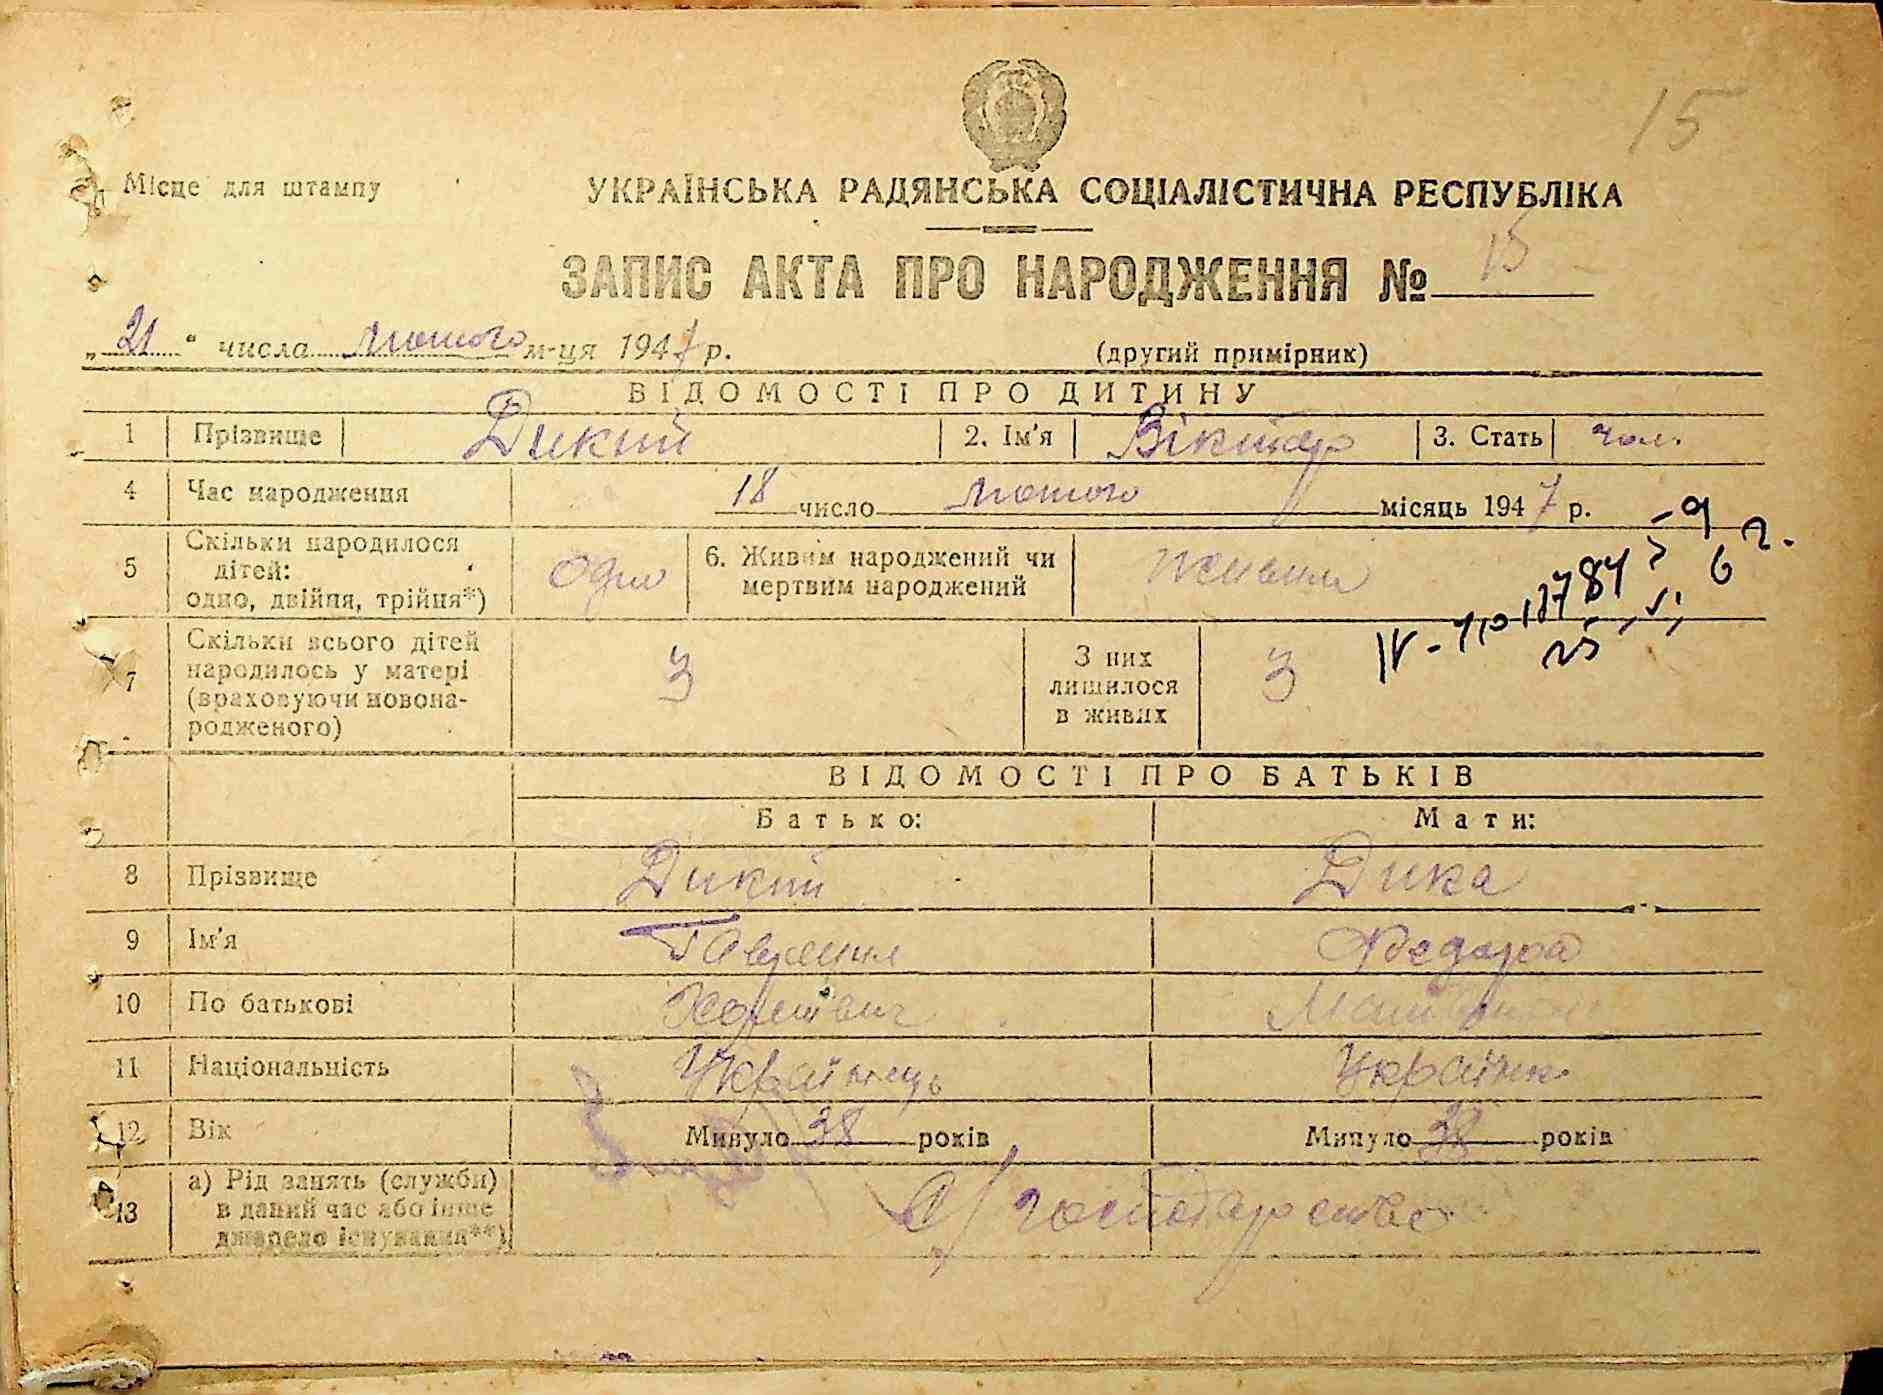 15
Місце для штампу
УКРАЇНСЬКА РАДЯНСЬКА СОЦІАЛІСТИЧНА РЕСПУБЛІКА
ЗАПИС АКТА ПРО НАРОДЖЕННЯ № 15
„21“ числа лютого м-ця 1947 р.
(другий примірник)
ВІДОМОСТІ ПРО ДИТИНУ
1 Прізвище Дикий 2. Ім'я Віктор 3. Стать чол.
4 Час народження 18 число лютого місяць 1947 р.
5 Скільки народилося дітей: одно, двійня, трійня*) одно 6. Живим народжений чи мертвим народжений живим
7 Скільки всього дітей народилось у матері (враховуючи новонародженого) 3 З них лишилося в живих 3
ВІДОМОСТІ ПРО БАТЬКІВ
Батько: Мати:
8 Прізвище Дикий Дика
9 Ім'я Гаврило Федора
10 По батькові
11 Національність Українець Українк
12 Вік Минуло 38 років Минуло 38 років
13 а) Рід занять (служби) в даний час або інше джерело існування**) с/господарство